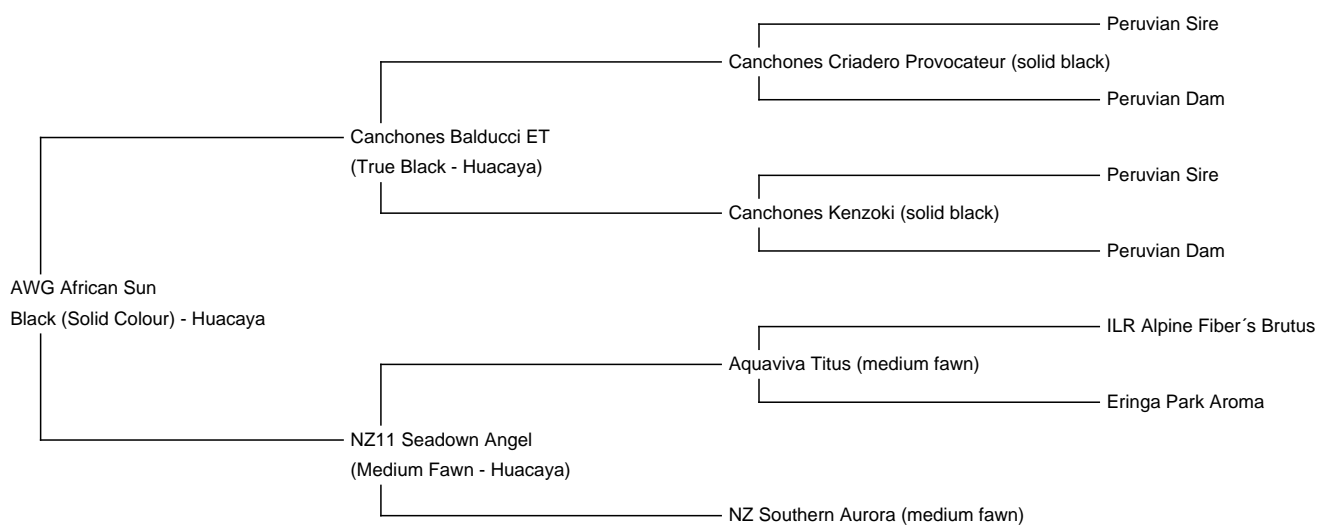 Peruvian Sire
Canchones Criadero Provocateur (solid black)
Peruvian Dam
Canchones Balducci ET
(True Black - Huacaya)
Peruvian Sire
Canchones Kenzoki (solid black)
Peruvian Dam
AWG African Sun
Black (Solid Colour) - Huacaya
ILR Alpine Fiber´s Brutus
Aquaviva Titus (medium fawn)
Eringa Park Aroma
NZ11 Seadown Angel
(Medium Fawn - Huacaya)
NZ Southern Aurora (medium fawn)